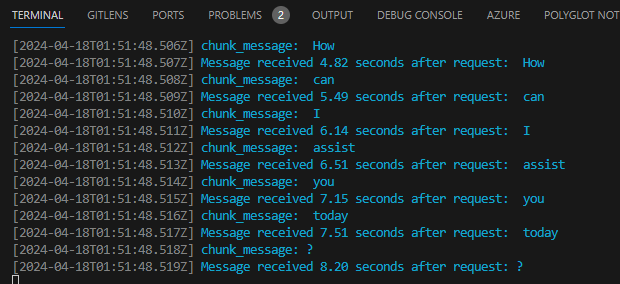 TERMINAL GITLENS PORTS PROBLEMS 2 OUTPUT DEBUG CONSOLE AZURE POLYGLOT NOT
[2024-04-18T01:51:48.506Z] chunk_message:  How
[2024-04-18T01:51:48.507Z] Message received 4.82 seconds after request:  How
[2024-04-18T01:51:48.508Z] chunk_message:  can
[2024-04-18T01:51:48.509Z] Message received 5.49 seconds after request:  can
[2024-04-18T01:51:48.510Z] chunk_message:  I
[2024-04-18T01:51:48.511Z] Message received 6.14 seconds after request:  I
[2024-04-18T01:51:48.512Z] chunk_message:  assist
[2024-04-18T01:51:48.513Z] Message received 6.51 seconds after request:  assist
[2024-04-18T01:51:48.514Z] chunk_message:  you
[2024-04-18T01:51:48.515Z] Message received 7.15 seconds after request:  you
[2024-04-18T01:51:48.516Z] chunk_message:  today
[2024-04-18T01:51:48.517Z] Message received 7.51 seconds after request:  today
[2024-04-18T01:51:48.518Z] chunk_message: ?
[2024-04-18T01:51:48.519Z] Message received 8.20 seconds after request: ?